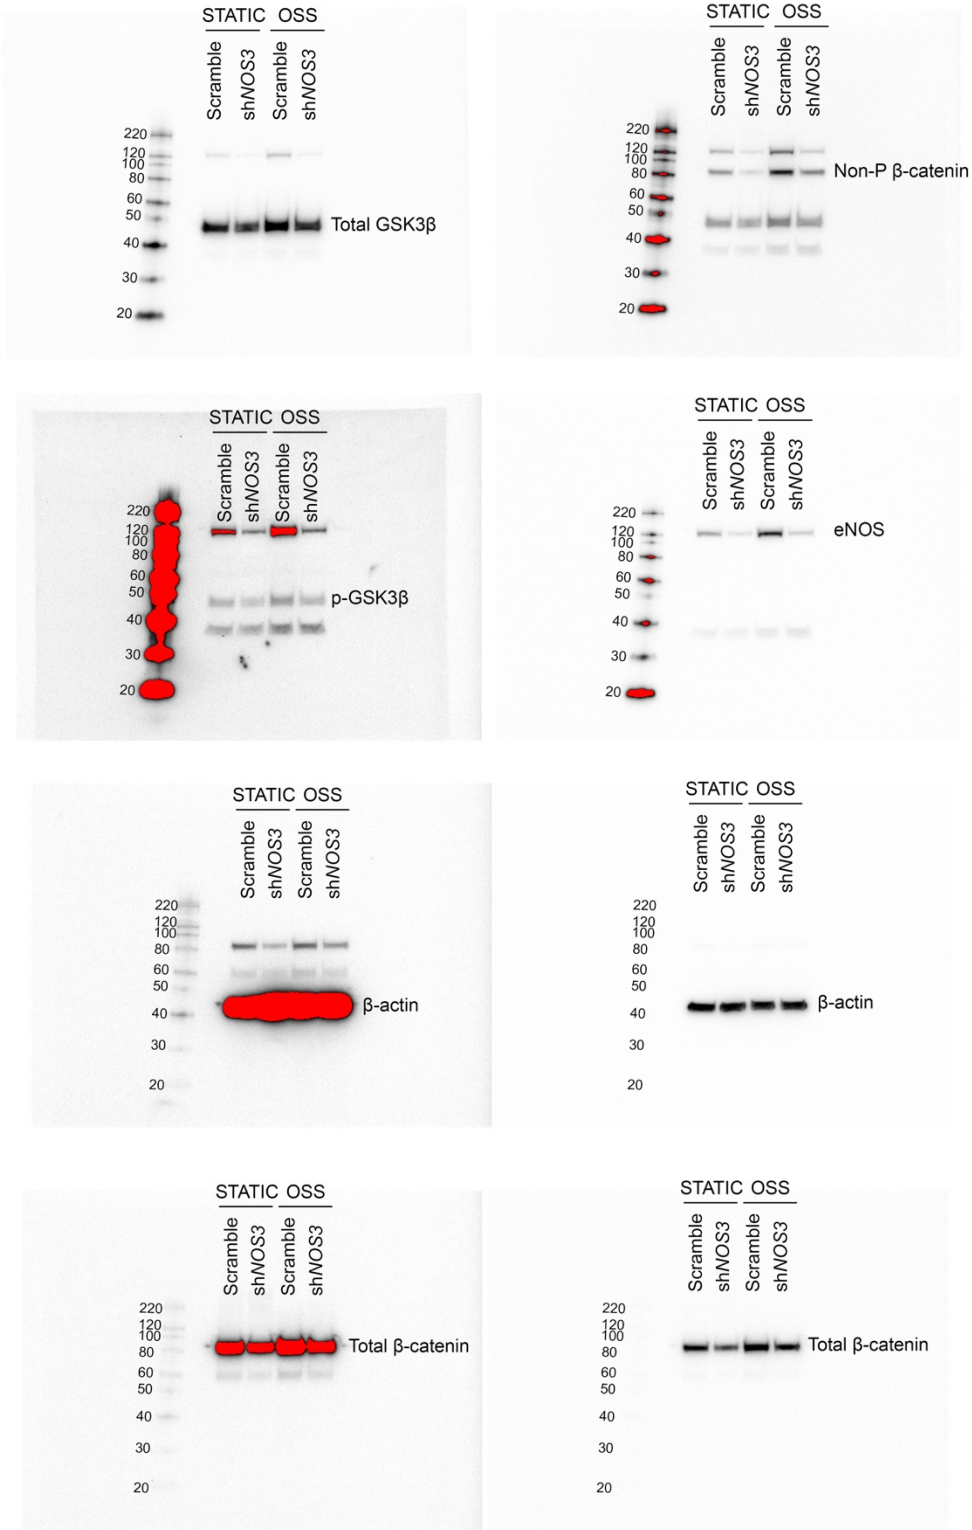 STATIC OSS
Scramble
shNOS3
Scramble
shNOS3
220
120
100
80
60
50
40
30
20
Total GSK3β
STATIC OSS
Scramble
shNOS3
Scramble
shNOS3
220
120
100
80
60
50
40
30
20
Non-P β-catenin
STATIC OSS
Scramble
shNOS3
Scramble
shNOS3
220
120
100
80
60
50
40
30
20
p-GSK3β
STATIC OSS
Scramble
shNOS3
Scramble
shNOS3
220
120
100
80
60
50
40
30
20
eNOS
STATIC OSS
Scramble
shNOS3
Scramble
shNOS3
220
120
100
80
60
50
40
30
20
β-actin
STATIC OSS
Scramble
shNOS3
Scramble
shNOS3
220
120
100
80
60
50
40
30
20
β-actin
STATIC OSS
Scramble
shNOS3
Scramble
shNOS3
220
120
100
80
60
50
40
30
20
Total β-catenin
STATIC OSS
Scramble
shNOS3
Scramble
shNOS3
220
120
100
80
60
50
40
30
20
Total β-catenin